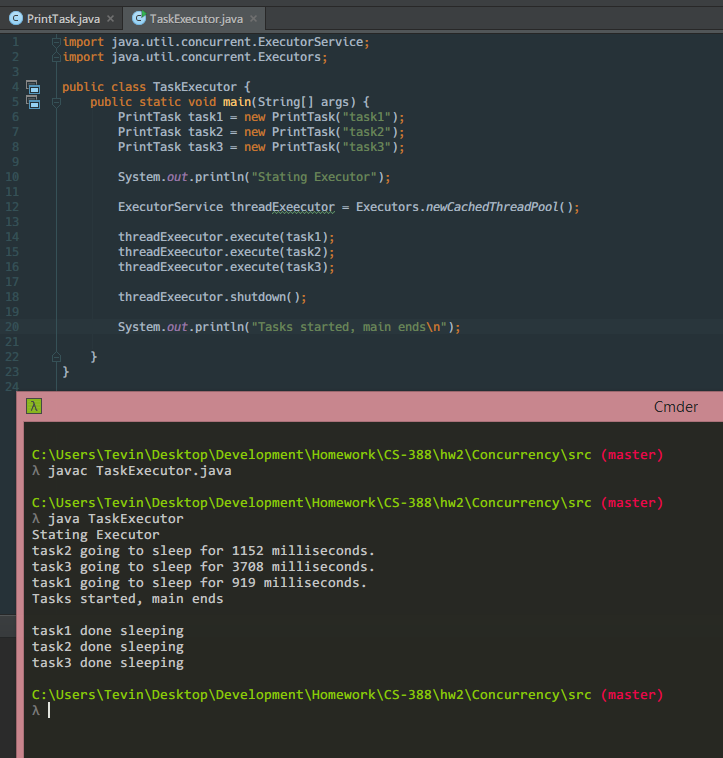 PrintTask.java × TaskExecutor.java ×
1 import java.util.concurrent.ExecutorService;
2 import java.util.concurrent.Executors;
3
4 public class TaskExecutor {
5 public static void main(String[] args) {
6 PrintTask task1 = new PrintTask("task1");
7 PrintTask task2 = new PrintTask("task2");
8 PrintTask task3 = new PrintTask("task3");
9
10 System.out.println("Stating Executor");
11
12 ExecutorService threadExeecutor = Executors.newCachedThreadPool();
13
14 threadExeecutor.execute(task1);
15 threadExeecutor.execute(task2);
16 threadExeecutor.execute(task3);
17
18 threadExeecutor.shutdown();
19
20 System.out.println("Tasks started, main ends\n");
21
22 }
23 }
24
λ Cmder
C:\Users\Tevin\Desktop\Development\Homework\CS-388\hw2\Concurrency\src (master)
λ javac TaskExecutor.java
C:\Users\Tevin\Desktop\Development\Homework\CS-388\hw2\Concurrency\src (master)
λ java TaskExecutor
Stating Executor
task2 going to sleep for 1152 milliseconds.
task3 going to sleep for 3708 milliseconds.
task1 going to sleep for 919 milliseconds.
Tasks started, main ends
task1 done sleeping
task2 done sleeping
task3 done sleeping
C:\Users\Tevin\Desktop\Development\Homework\CS-388\hw2\Concurrency\src (master)
λ